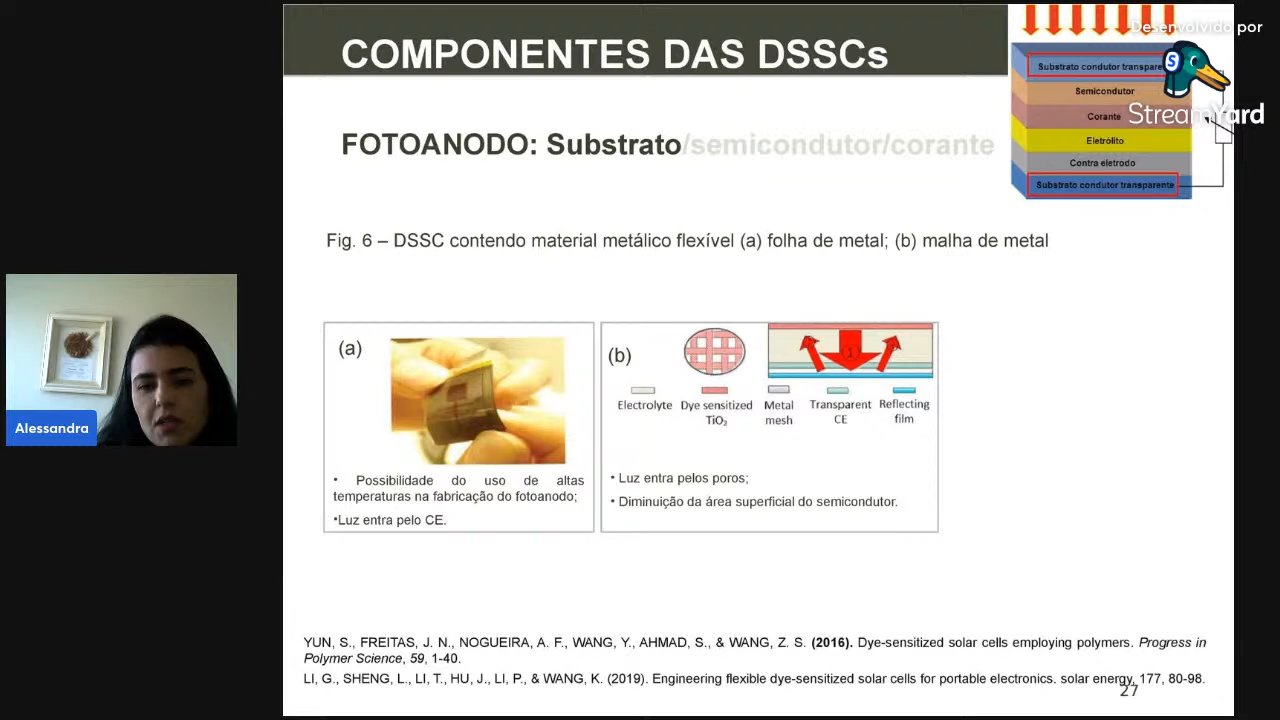 COMPONENTES DAS DSSCs
Desenvolvido por
StreamYard
S
Substrato condutor transpare
Semicondutor
Corante
Eletrólito
Contra eletrodo
Substrato condutor transparente
FOTOANODO: Substrato/semicondutor/corante
Fig. 6 – DSSC contendo material metálico flexível (a) folha de metal; (b) malha de metal
(a)
• Possibilidade do uso de altas
temperaturas na fabricação do fotoanodo;
•Luz entra pelo CE.
(b)
(1)
Electrolyte
Dye sensitized
TiO₂
Metal
mesh
Transparent
CE
Reflecting
film
• Luz entra pelos poros;
• Diminuição da área superficial do semicondutor.
Alessandra
YUN, S., FREITAS, J. N., NOGUEIRA, A. F., WANG, Y., AHMAD, S., & WANG, Z. S. (2016). Dye-sensitized solar cells employing polymers. Progress in
Polymer Science, 59, 1-40.
LI, G., SHENG, L., LI, T., HU, J., LI, P., & WANG, K. (2019). Engineering flexible dye-sensitized solar cells for portable electronics. solar energy, 177, 80-98.
27